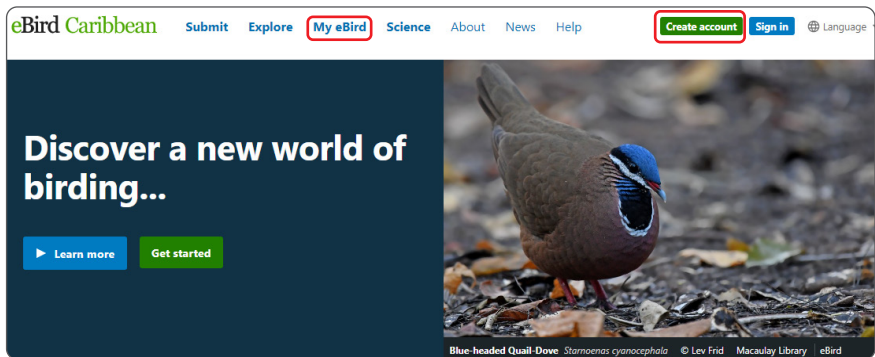 eBird Caribbean Submit Explore My eBird Science About News Help Create account Sign in Language
Discover a new world of
birding...
Learn more Get started
Blue-headed Quail-Dove Starnoenas cyanocephala © Lev Frid Macaulay Library eBird